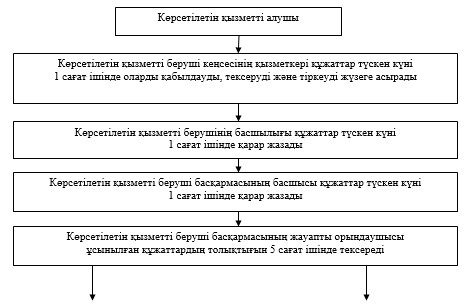 Көрсетілетін қызметті алушы
Көрсетілетін қызметті беруші кеңсесінің қызметкері құжаттар түскен күні
1 сағат ішінде оларды қабылдауды, тексеруді және тіркеуді жүзеге асырады
Көрсетілетін қызметті берушінің басшылығы құжаттар түскен күні
1 сағат ішінде қарар жазады
Көрсетілетін қызметті беруші басқармасының басшысы құжаттар түскен күні
1 сағат ішінде қарар жазады
Көрсетілетін қызметті беруші басқармасының жауапты орындаушысы
ұсынылған құжаттардың толықтығын 5 сағат ішінде тексереді